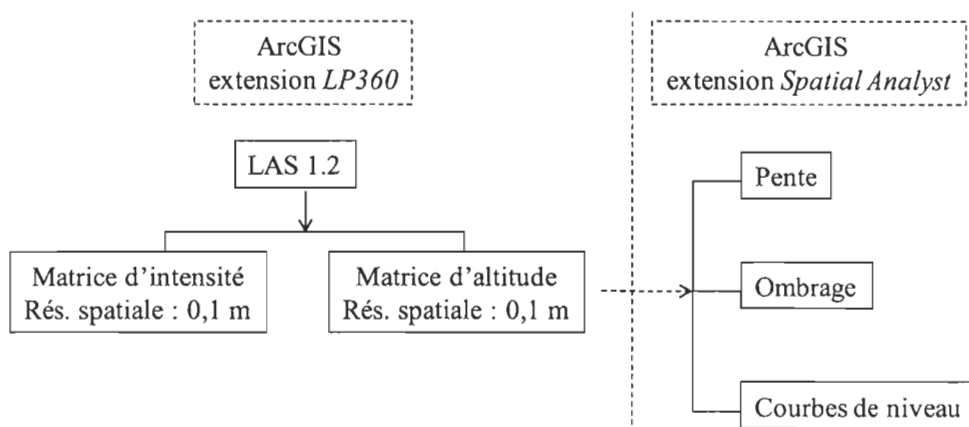 ArcGIS
extension LP360
ArcGIS
extension Spatial Analyst
LAS 1.2
Matrice d'intensité
Rés. spatiale : 0,1 m
Matrice d'altitude
Rés. spatiale : 0,1 m
Pente
Ombrage
Courbes de niveau